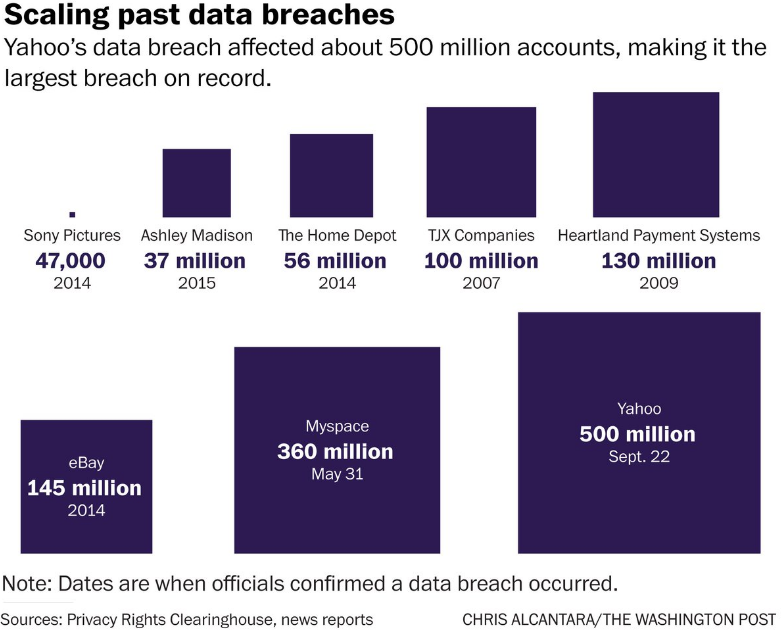 Scaling past data breaches
Yahoo’s data breach affected about 500 million accounts, making it the
largest breach on record.
Sony Pictures
47,000
2014
Ashley Madison
37 million
2015
The Home Depot
56 million
2014
TJX Companies
100 million
2007
Heartland Payment Systems
130 million
2009
eBay
145 million
2014
Myspace
360 million
May 31
Yahoo
500 million
Sept. 22
Note: Dates are when officials confirmed a data breach occurred.
Sources: Privacy Rights Clearinghouse, news reports
CHRIS ALCANTARA/THE WASHINGTON POST